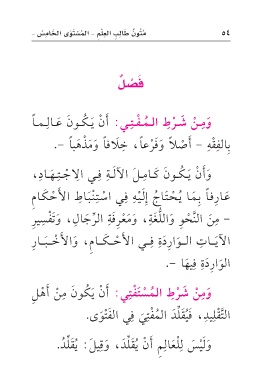 ٥٤ مُتُونُ طَالِبِ العِلْمِ - المُسْتَوَى الخَامِسُ -
فَصْلٌ
وَمِنْ شَرْطِ المُفْتِي: أَنْ يَكُونَ عَالِماً
بِالفِقْهِ - أَصْلاً وَفَرْعاً، خِلَافاً وَمَذْهَباً -.
وَأَنْ يَكُونَ كَامِلَ الآلَةِ فِي الِاجْتِهَادِ،
عَارِفاً بِمَا يُحْتَاجُ إِلَيْهِ فِي اسْتِنْبَاطِ الأَحْكَامِ
- مِنَ النَّحْوِ وَاللُّغَةِ، وَمَعْرِفَةِ الرِّجَالِ، وَتَفْسِيرِ
الآيَاتِ الوَارِدَةِ فِي الأَحْكَامِ، وَالأَخْبَارِ
الوَارِدَةِ فِيهَا -.
وَمِنْ شَرْطِ المُسْتَفْتِي: أَنْ يَكُونَ مِنْ أَهْلِ
التَّقْلِيدِ، فَيُقَلِّدَ المُفْتِيَ فِي الفَتْوَى.
وَلَيْسَ لِلْعَالِمِ أَنْ يُقَلِّدَ، وَقِيلَ: يُقَلِّدُ.